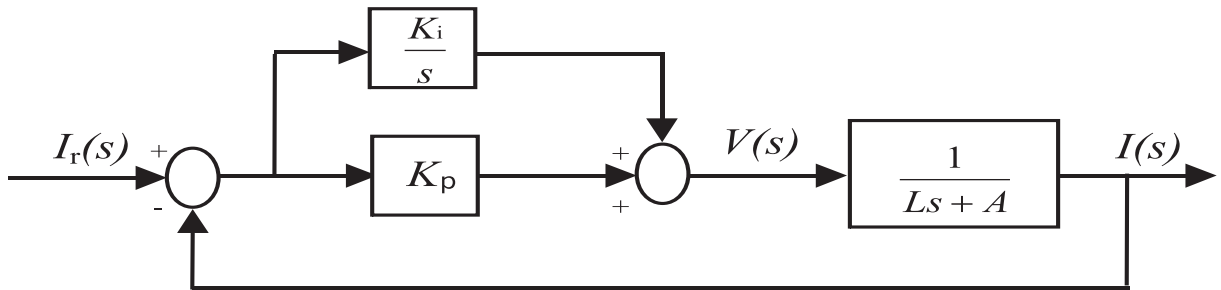 Ki
s
Ir(s)
+
-
Kp
+
+
V(s)
1
Ls + A
I(s)